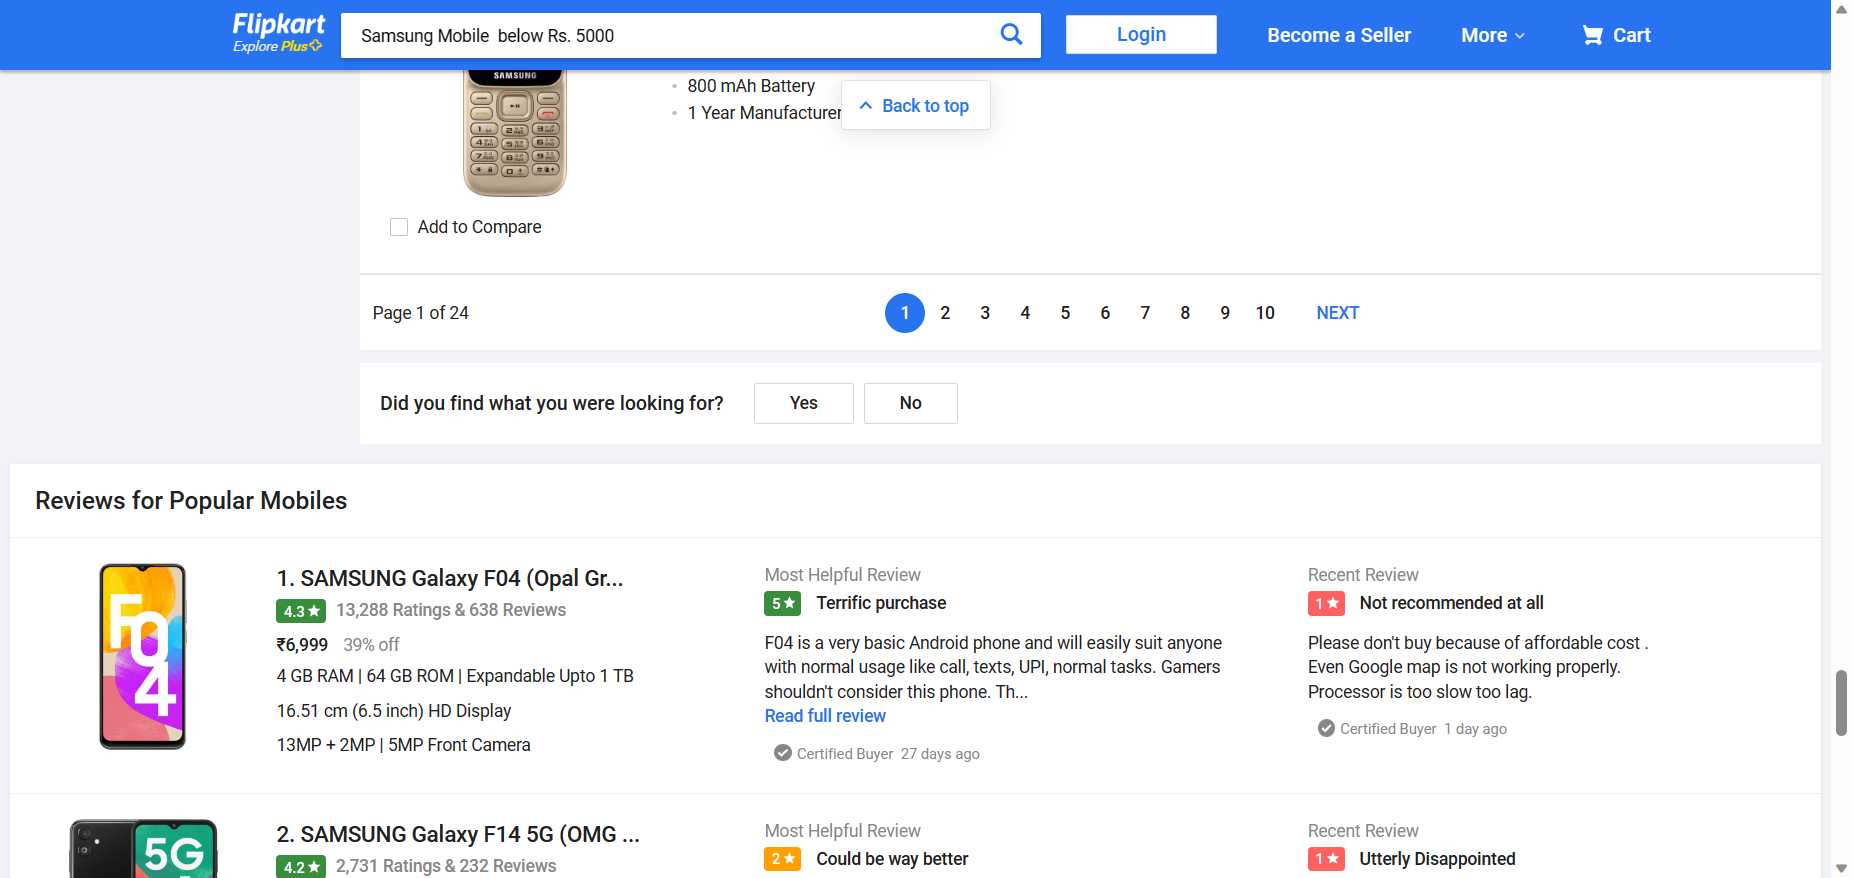 Flipkart
Explore Plus
Samsung Mobile below Rs. 5000
Login
Become a Seller
More
Cart
SAMSUNG
800 mAh Battery
1 Year Manufacturer
Back to top
Add to Compare
Page 1 of 24
1 2 3 4 5 6 7 8 9 10 NEXT
Did you find what you were looking for?
Yes
No
Reviews for Popular Mobiles
F04
1. SAMSUNG Galaxy F04 (Opal Gr...
4.3★ 13,288 Ratings & 638 Reviews
₹6,999 39% off
4 GB RAM | 64 GB ROM | Expandable Upto 1 TB
16.51 cm (6.5 inch) HD Display
13MP + 2MP | 5MP Front Camera
Most Helpful Review
5★ Terrific purchase
F04 is a very basic Android phone and will easily suit anyone
with normal usage like call, texts, UPI, normal tasks. Gamers
shouldn't consider this phone. Th...
Read full review
Certified Buyer 27 days ago
Recent Review
1★ Not recommended at all
Please don't buy because of affordable cost .
Even Google map is not working properly.
Processor is too slow too lag.
Certified Buyer 1 day ago
5G
2. SAMSUNG Galaxy F14 5G (OMG ...
4.2★ 2,731 Ratings & 232 Reviews
Most Helpful Review
2★ Could be way better
Recent Review
1★ Utterly Disappointed